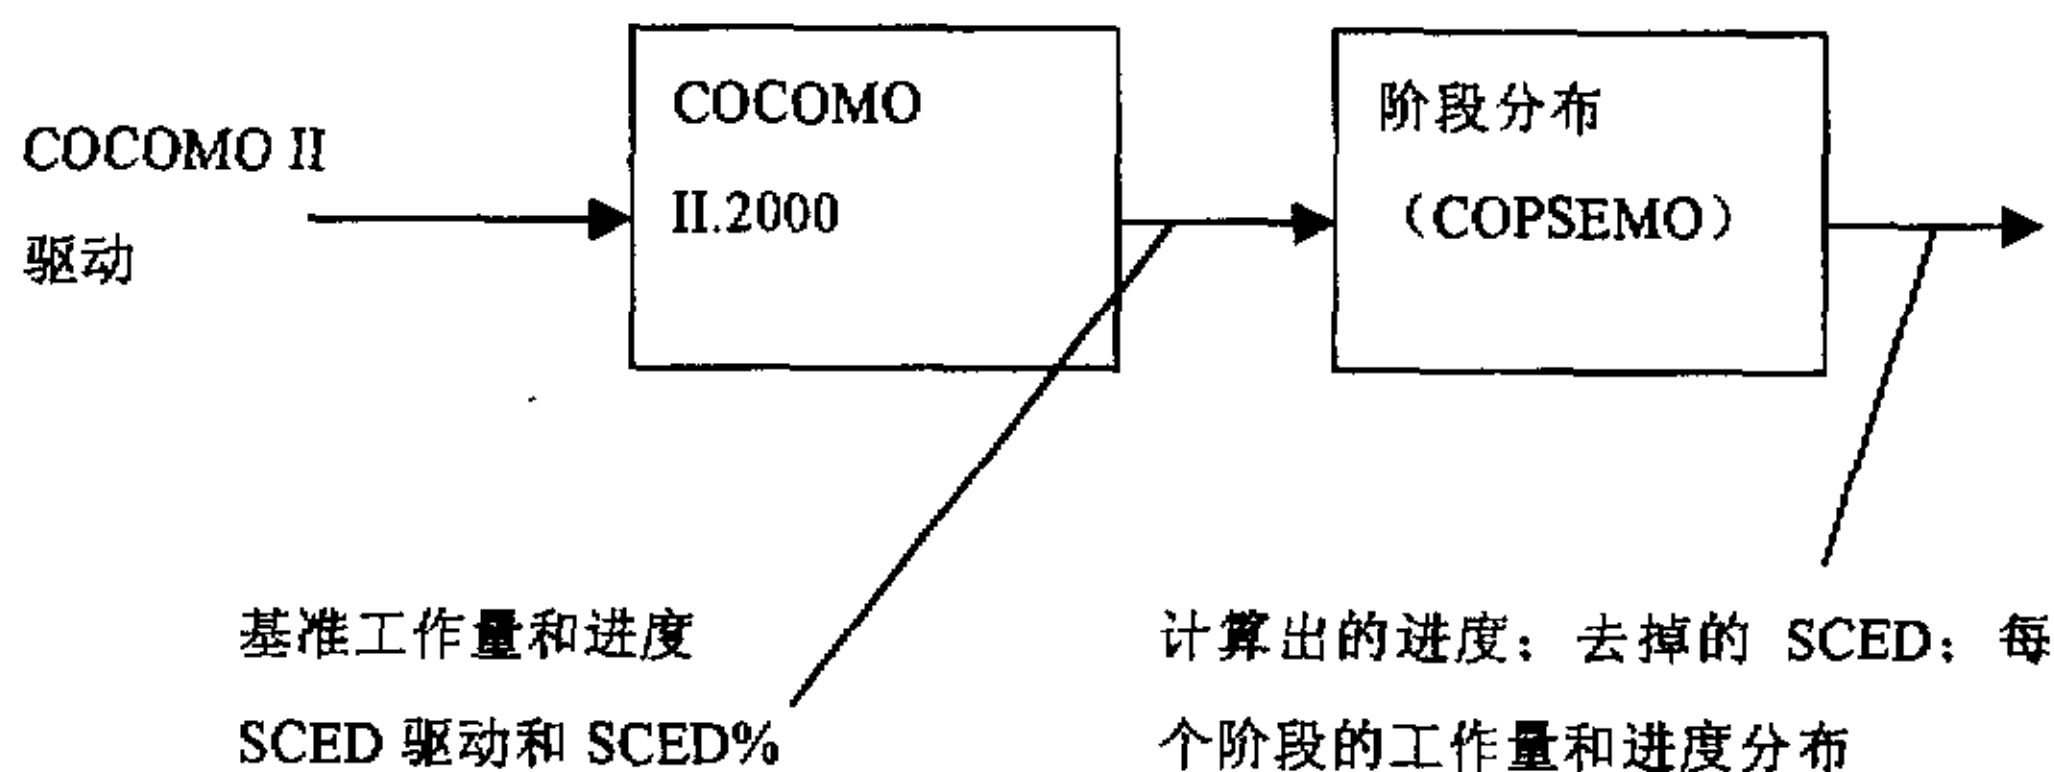 COCOMO II
驱动
COCOMO
II.2000
阶段分布
（COPSEMO）
基准工作量和进度
SCED 驱动和 SCED%
计算出的进度；去掉的 SCED；每
个阶段的工作量和进度分布